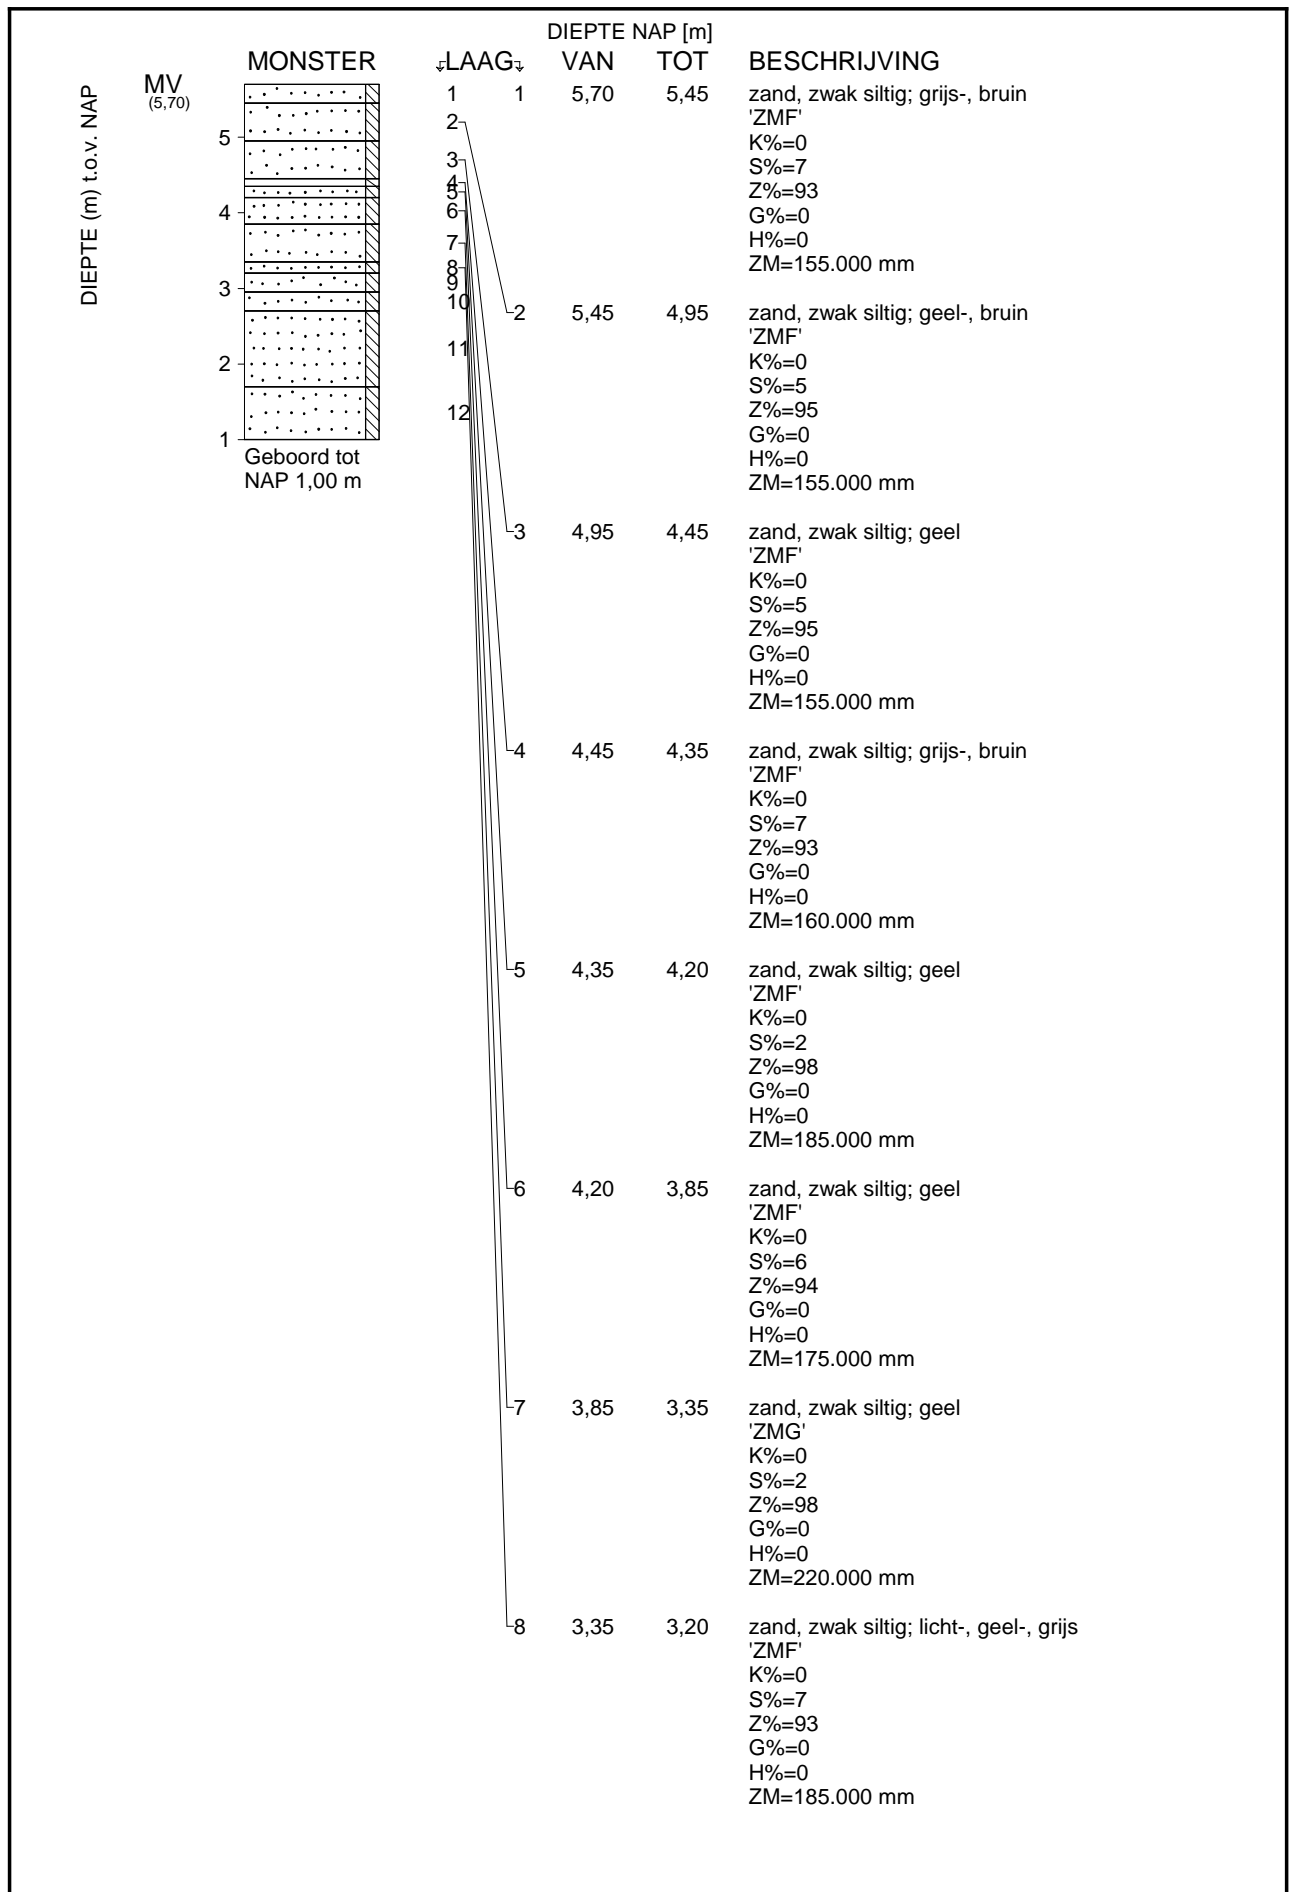 DIEPTE NAP [m]
MONSTER LAAG VAN TOT BESCHRIJVING
DIEPTE (m) t.o.v. NAP
MV
(5,70)
5
4
3
2
1
Geboord tot
NAP 1,00 m
1
2
3
4
5
6
7
8
9
10
11
12
1 5,70 5,45 zand, zwak siltig; grijs-, bruin
'ZMF'
K%=0
S%=7
Z%=93
G%=0
H%=0
ZM=155.000 mm
2 5,45 4,95 zand, zwak siltig; geel-, bruin
'ZMF'
K%=0
S%=5
Z%=95
G%=0
H%=0
ZM=155.000 mm
3 4,95 4,45 zand, zwak siltig; geel
'ZMF'
K%=0
S%=5
Z%=95
G%=0
H%=0
ZM=155.000 mm
4 4,45 4,35 zand, zwak siltig; grijs-, bruin
'ZMF'
K%=0
S%=7
Z%=93
G%=0
H%=0
ZM=160.000 mm
5 4,35 4,20 zand, zwak siltig; geel
'ZMF'
K%=0
S%=2
Z%=98
G%=0
H%=0
ZM=185.000 mm
6 4,20 3,85 zand, zwak siltig; geel
'ZMF'
K%=0
S%=6
Z%=94
G%=0
H%=0
ZM=175.000 mm
7 3,85 3,35 zand, zwak siltig; geel
'ZMG'
K%=0
S%=2
Z%=98
G%=0
H%=0
ZM=220.000 mm
8 3,35 3,20 zand, zwak siltig; licht-, geel-, grijs
'ZMF'
K%=0
S%=7
Z%=93
G%=0
H%=0
ZM=185.000 mm